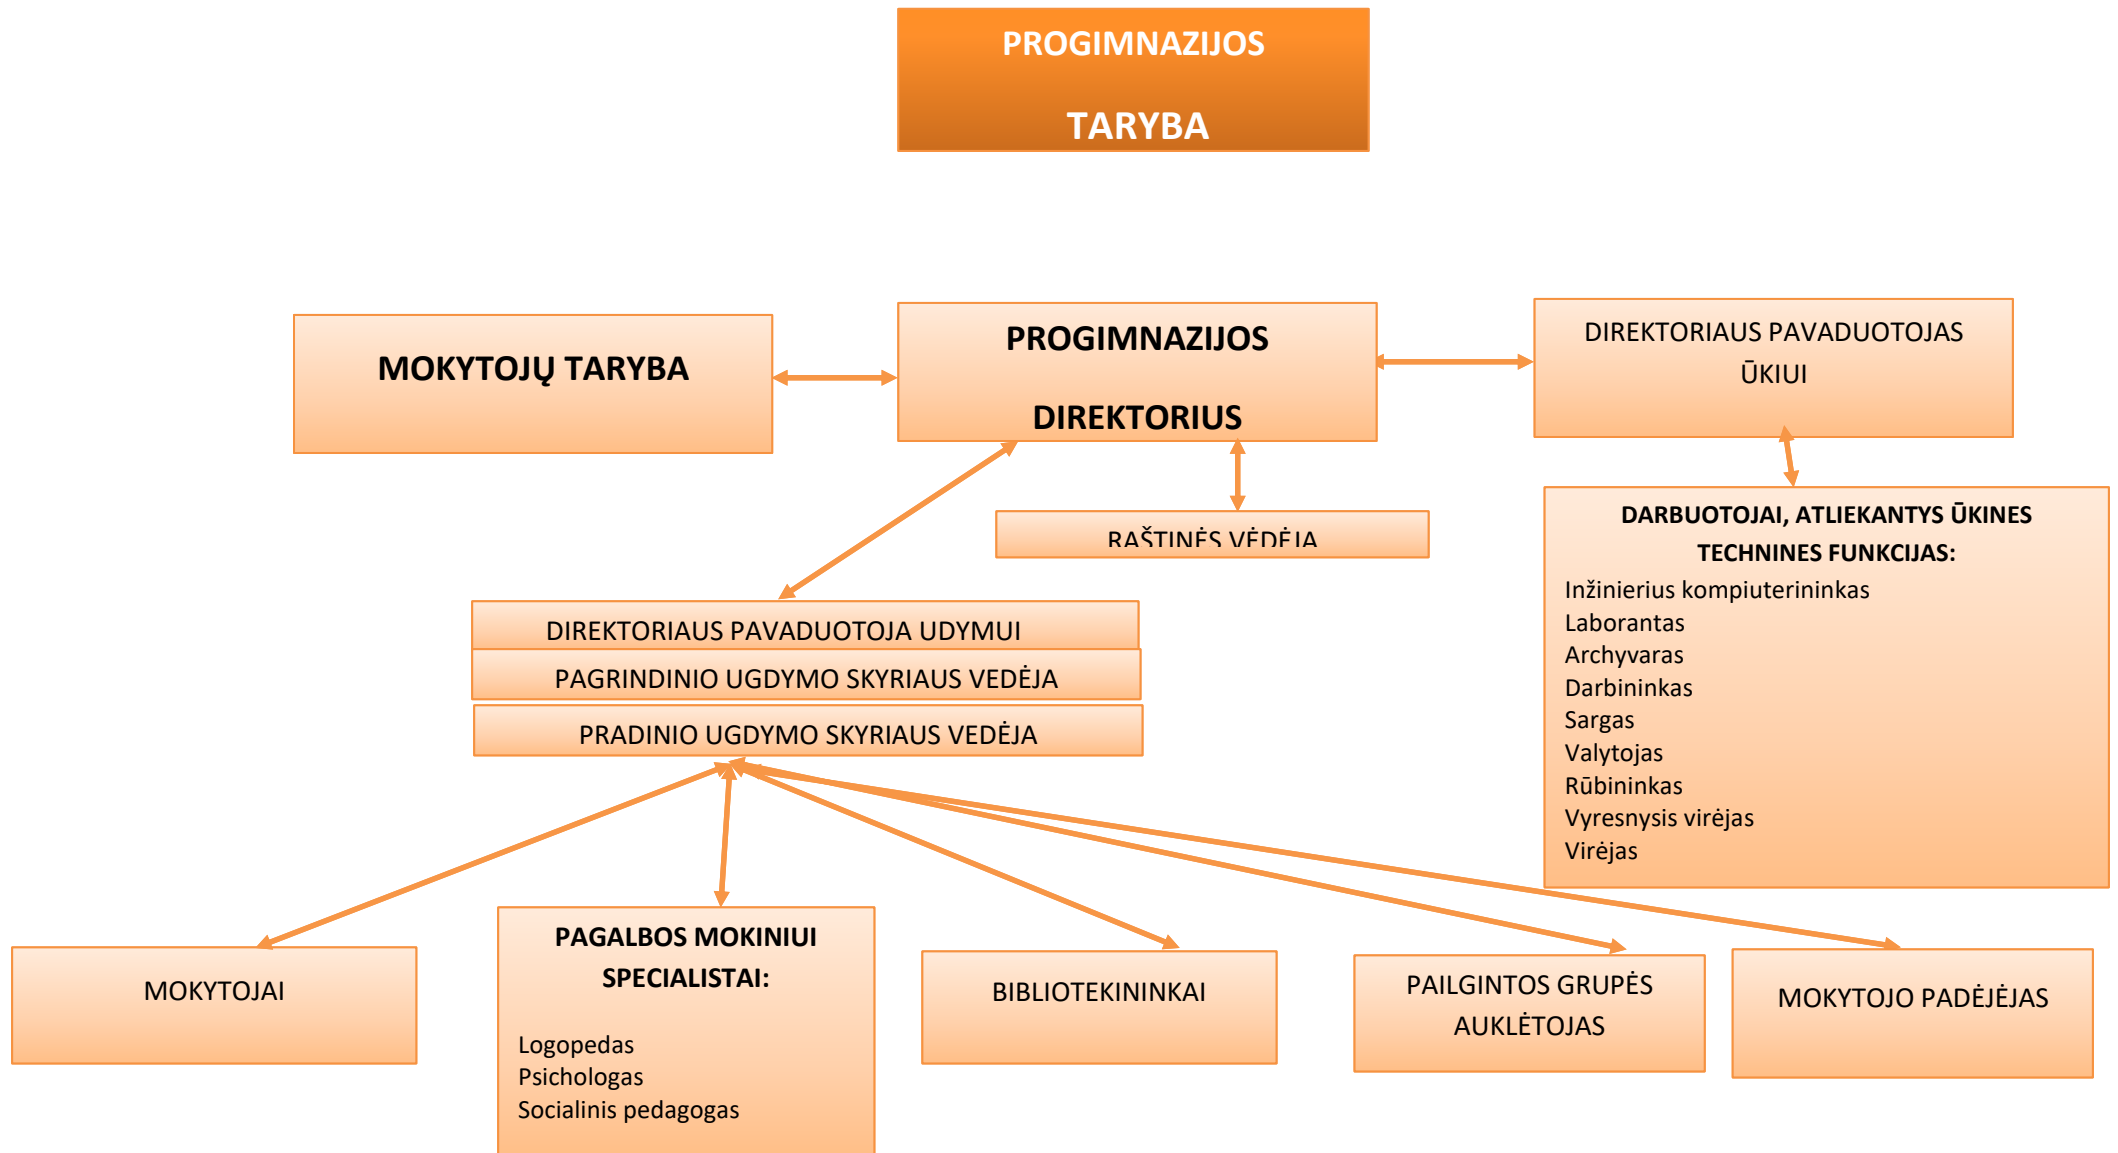 PROGIMNAZIJOS
TARYBA
MOKYTOJŲ TARYBA
PROGIMNAZIJOS
DIREKTORIUS
DIREKTORIAUS PAVADUOTOJAS
ŪKIUI
RAŠTINĖS VĖDĖJA
DARBUOTOJAI, ATLIEKANTYS ŪKINES
TECHNINES FUNKCIJAS:
Inžinierius kompiuterininkas
Laborantas
Archyvaras
Darbininkas
Sargas
Valytojas
Rūbininkas
Vyresnysis virėjas
Virėjas
DIREKTORIAUS PAVADUOTOJA UDYMUI
PAGRINDINIO UGDYMO SKYRIAUS VEDĖJA
PRADINIO UGDYMO SKYRIAUS VEDĖJA
MOKYTOJAI
PAGALBOS MOKINIUI
SPECIALISTAI:
Logopedas
Psichologas
Socialinis pedagogas
BIBLIOTEKININKAI
PAILGINTOS GRUPĖS
AUKLĖTOJAS
MOKYTOJO PADĖJĖJAS